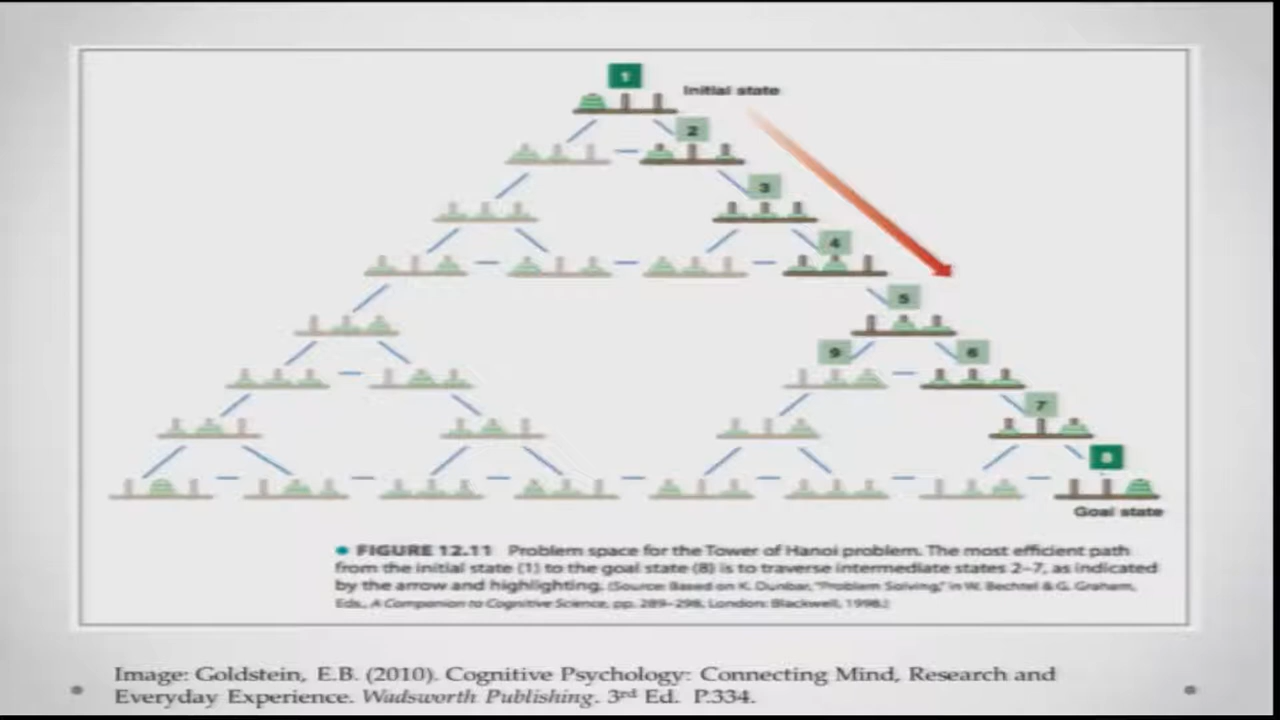 1
Initial state
2
3
4
5
9
6
7
8
Goal state
● FIGURE 12.11 Problem space for the Tower of Hanoi problem. The most efficient path
from the initial state (1) to the goal state (8) is to traverse intermediate states 2–7, as indicated
by the arrow and highlighting. (Source: Based on K. Dunbar, "Problem Solving," in W. Bechtel & G. Graham,
Eds., A Companion to Cognitive Science, pp. 289–298, London: Blackwell, 1998.)
Image: Goldstein, E.B. (2010). Cognitive Psychology: Connecting Mind, Research and
Everyday Experience. Wadsworth Publishing. 3rd Ed. P.334.